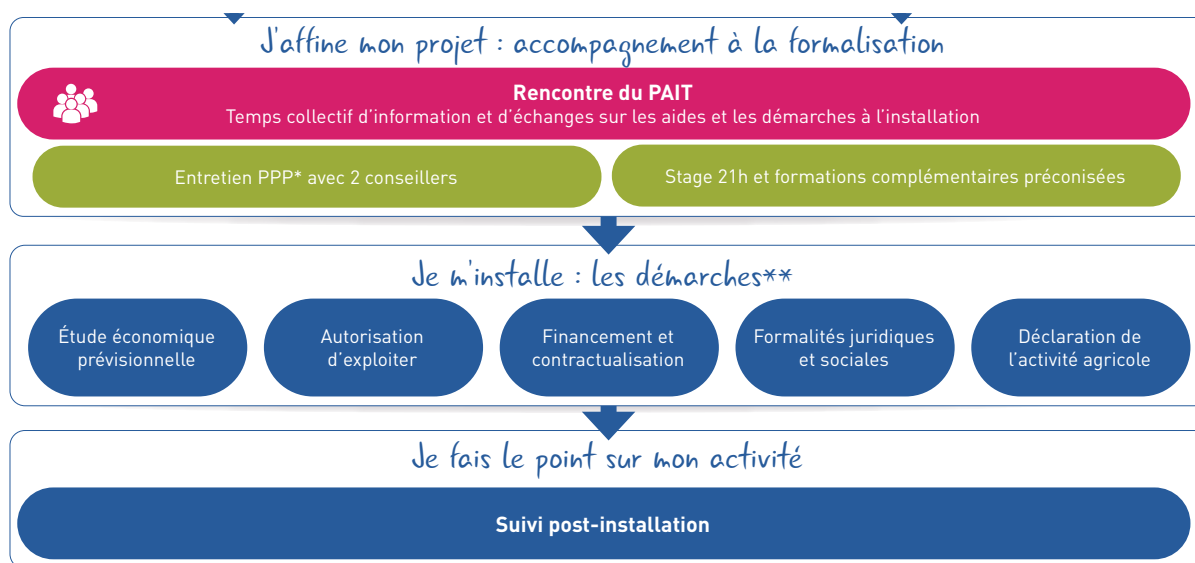 J'affine mon projet : accompagnement à la formalisation
Rencontre du PAIT
Temps collectif d'information et d'échanges sur les aides et les démarches à l'installation
Entretien PPP* avec 2 conseillers
Stage 21h et formations complémentaires préconisées
Je m'installe : les démarches**
Étude économique
prévisionnelle
Autorisation
d'exploiter
Financement et
contractualisation
Formalités juridiques
et sociales
Déclaration de
l'activité agricole
Je fais le point sur mon activité
Suivi post-installation